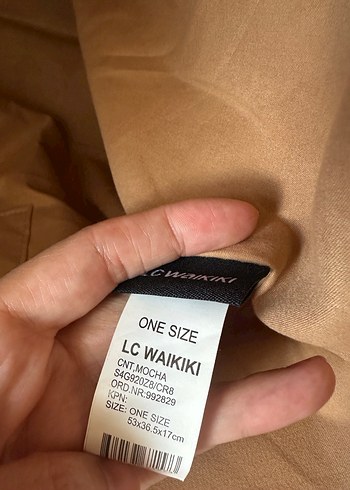 LC WAIKIKI
ONE SIZE
LC WAIKIKI
CNT.MOCHA
S4G920Z8/CR8
ORD.NR:992829
KPN:
SIZE: ONE SIZE
53x36.5x17cm